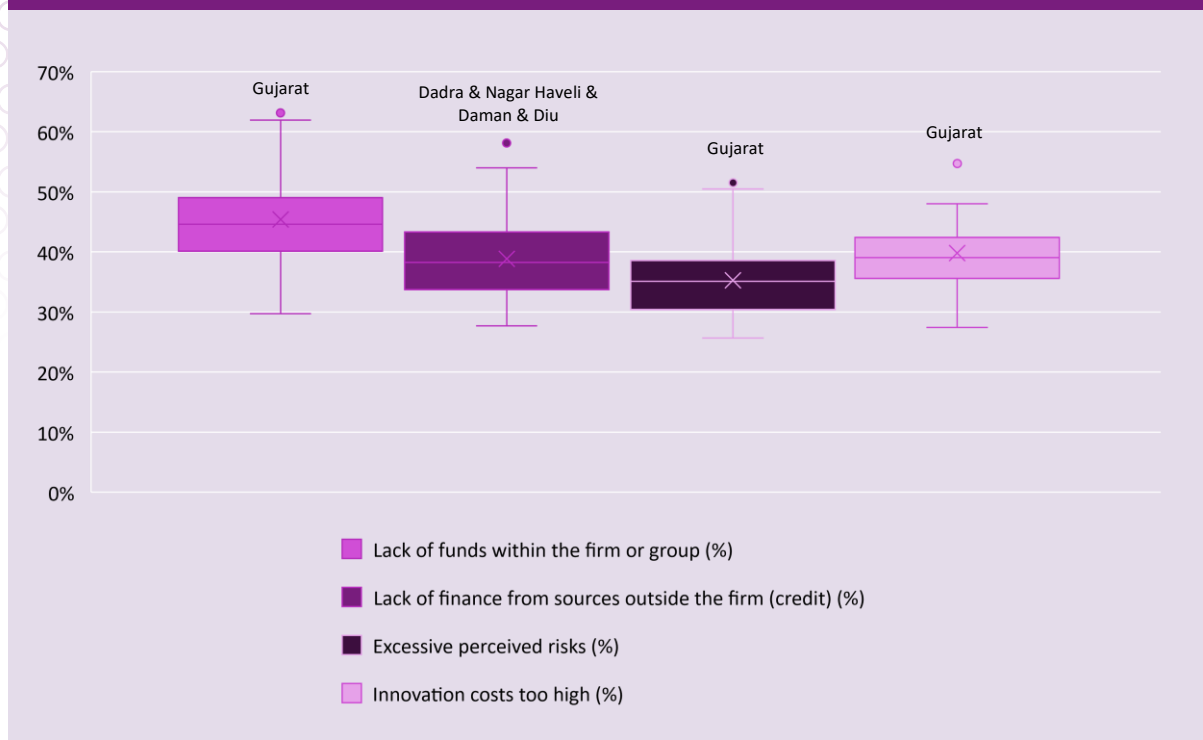 70%
60%
50%
40%
30%
20%
10%
0%
Gujarat
Dadra & Nagar Haveli &
Daman & Diu
Gujarat
Gujarat
Lack of funds within the firm or group (%)
Lack of finance from sources outside the firm (credit) (%)
Excessive perceived risks (%)
Innovation costs too high (%)